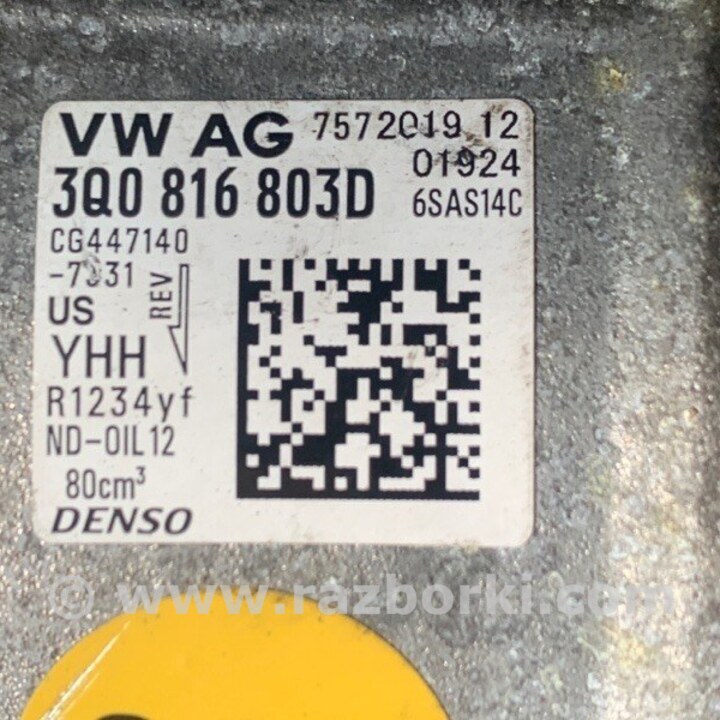 VW AG 7572019 12
01924
3Q0 816 803D 6SAS14C
CG447140
US
REV
YHH
R1234yf
ND-OIL12
80cm³
DENSO
© www.razborki.com